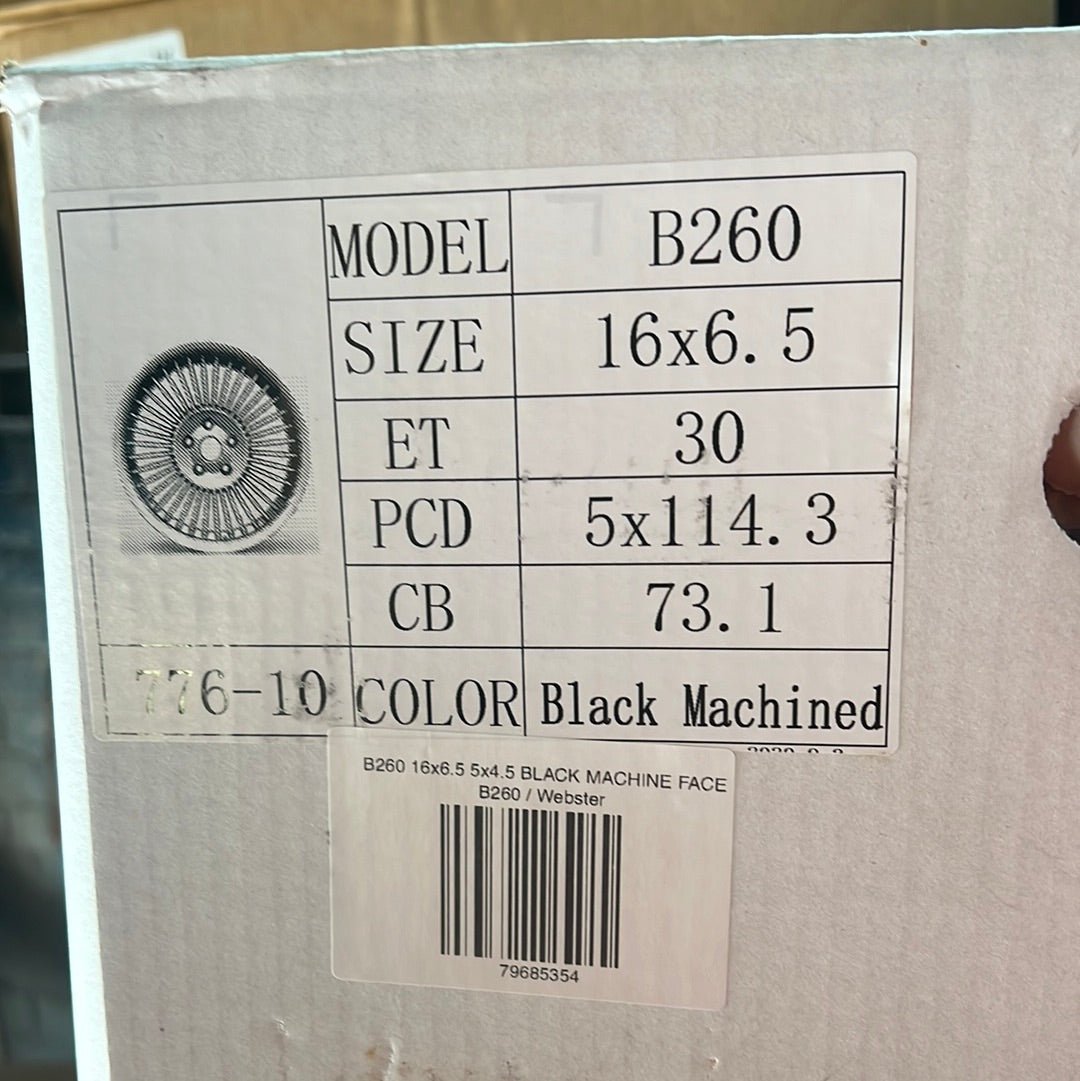 MODEL B260
SIZE 16x6.5
ET 30
PCD 5x114.3
CB 73.1
776-10 COLOR Black Machined
B260 16x6.5 5x4.5 BLACK MACHINE FACE
B260 / Webster
79685354